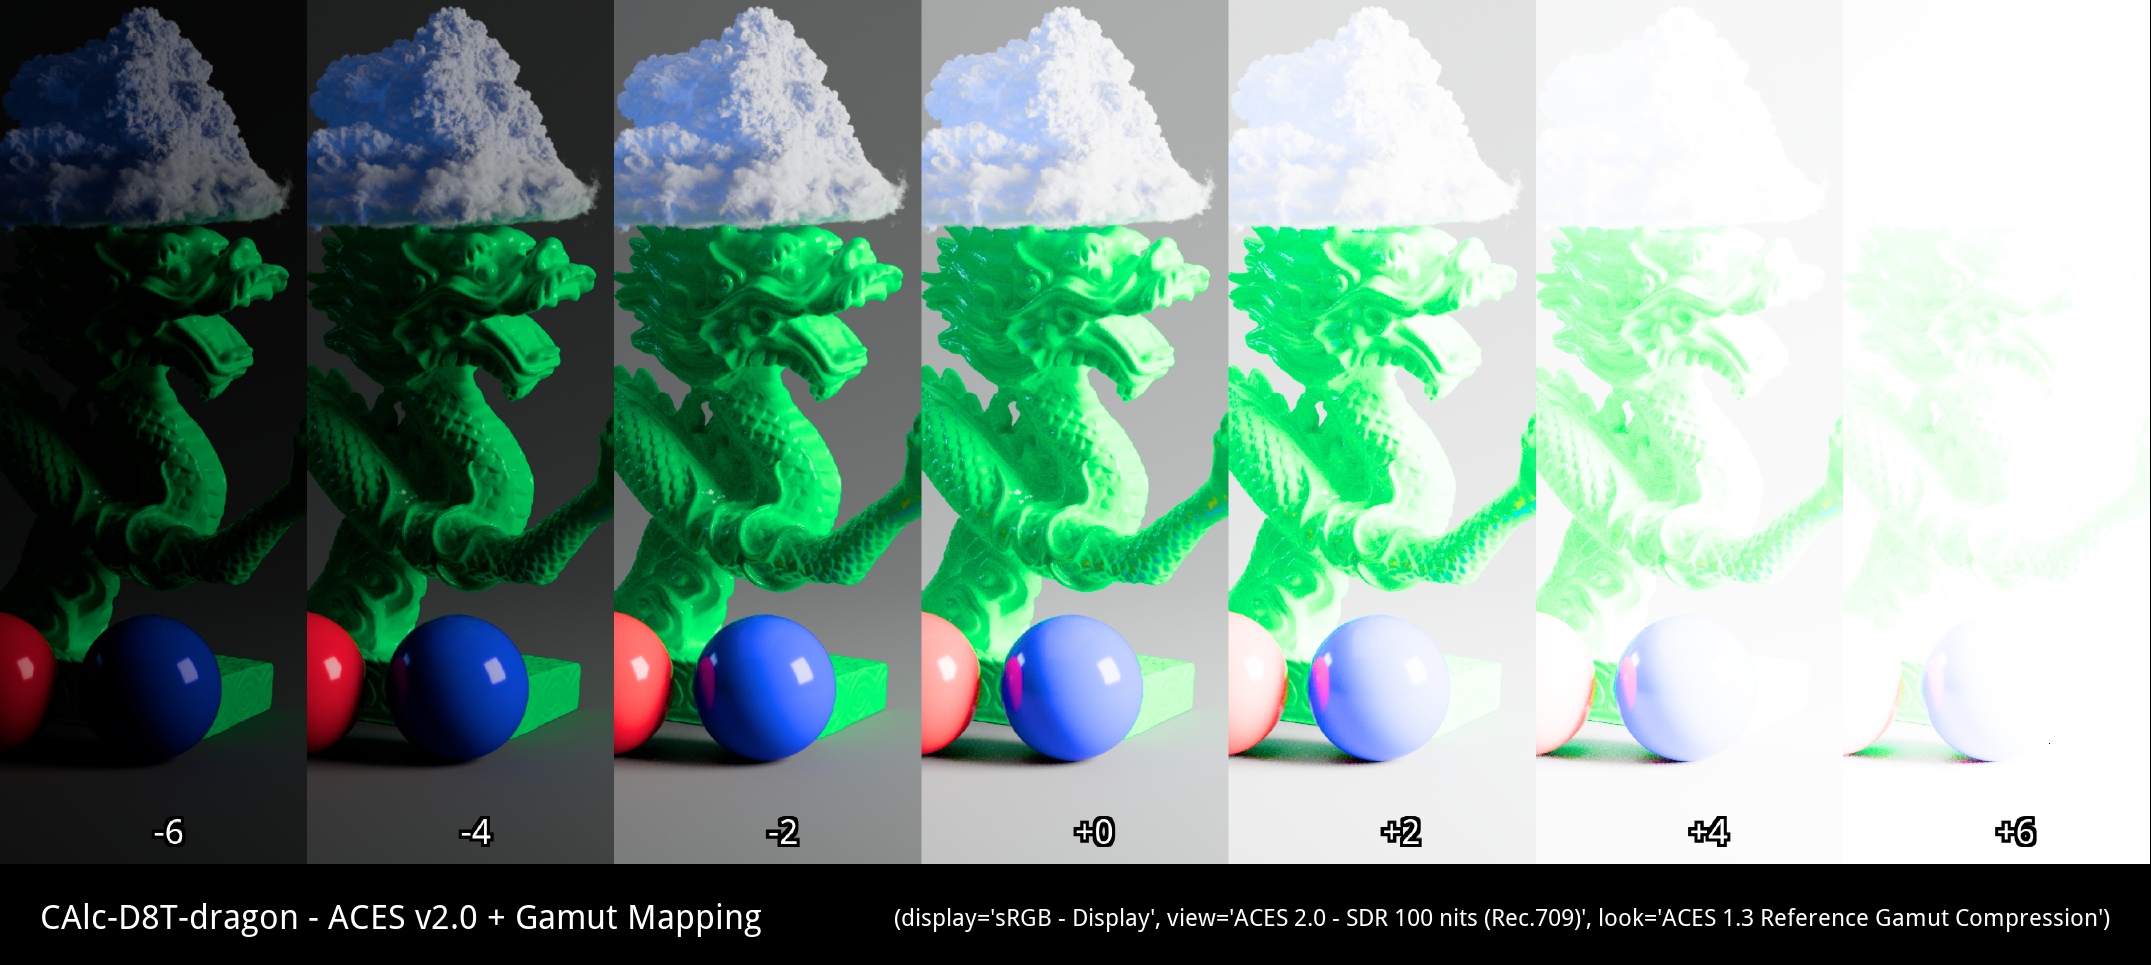 -6 -4 -2 +0 +2 +4 +6
CAlc-D8T-dragon - ACES v2.0 + Gamut Mapping
(display='sRGB - Display', view='ACES 2.0 - SDR 100 nits (Rec.709)', look='ACES 1.3 Reference Gamut Compression')